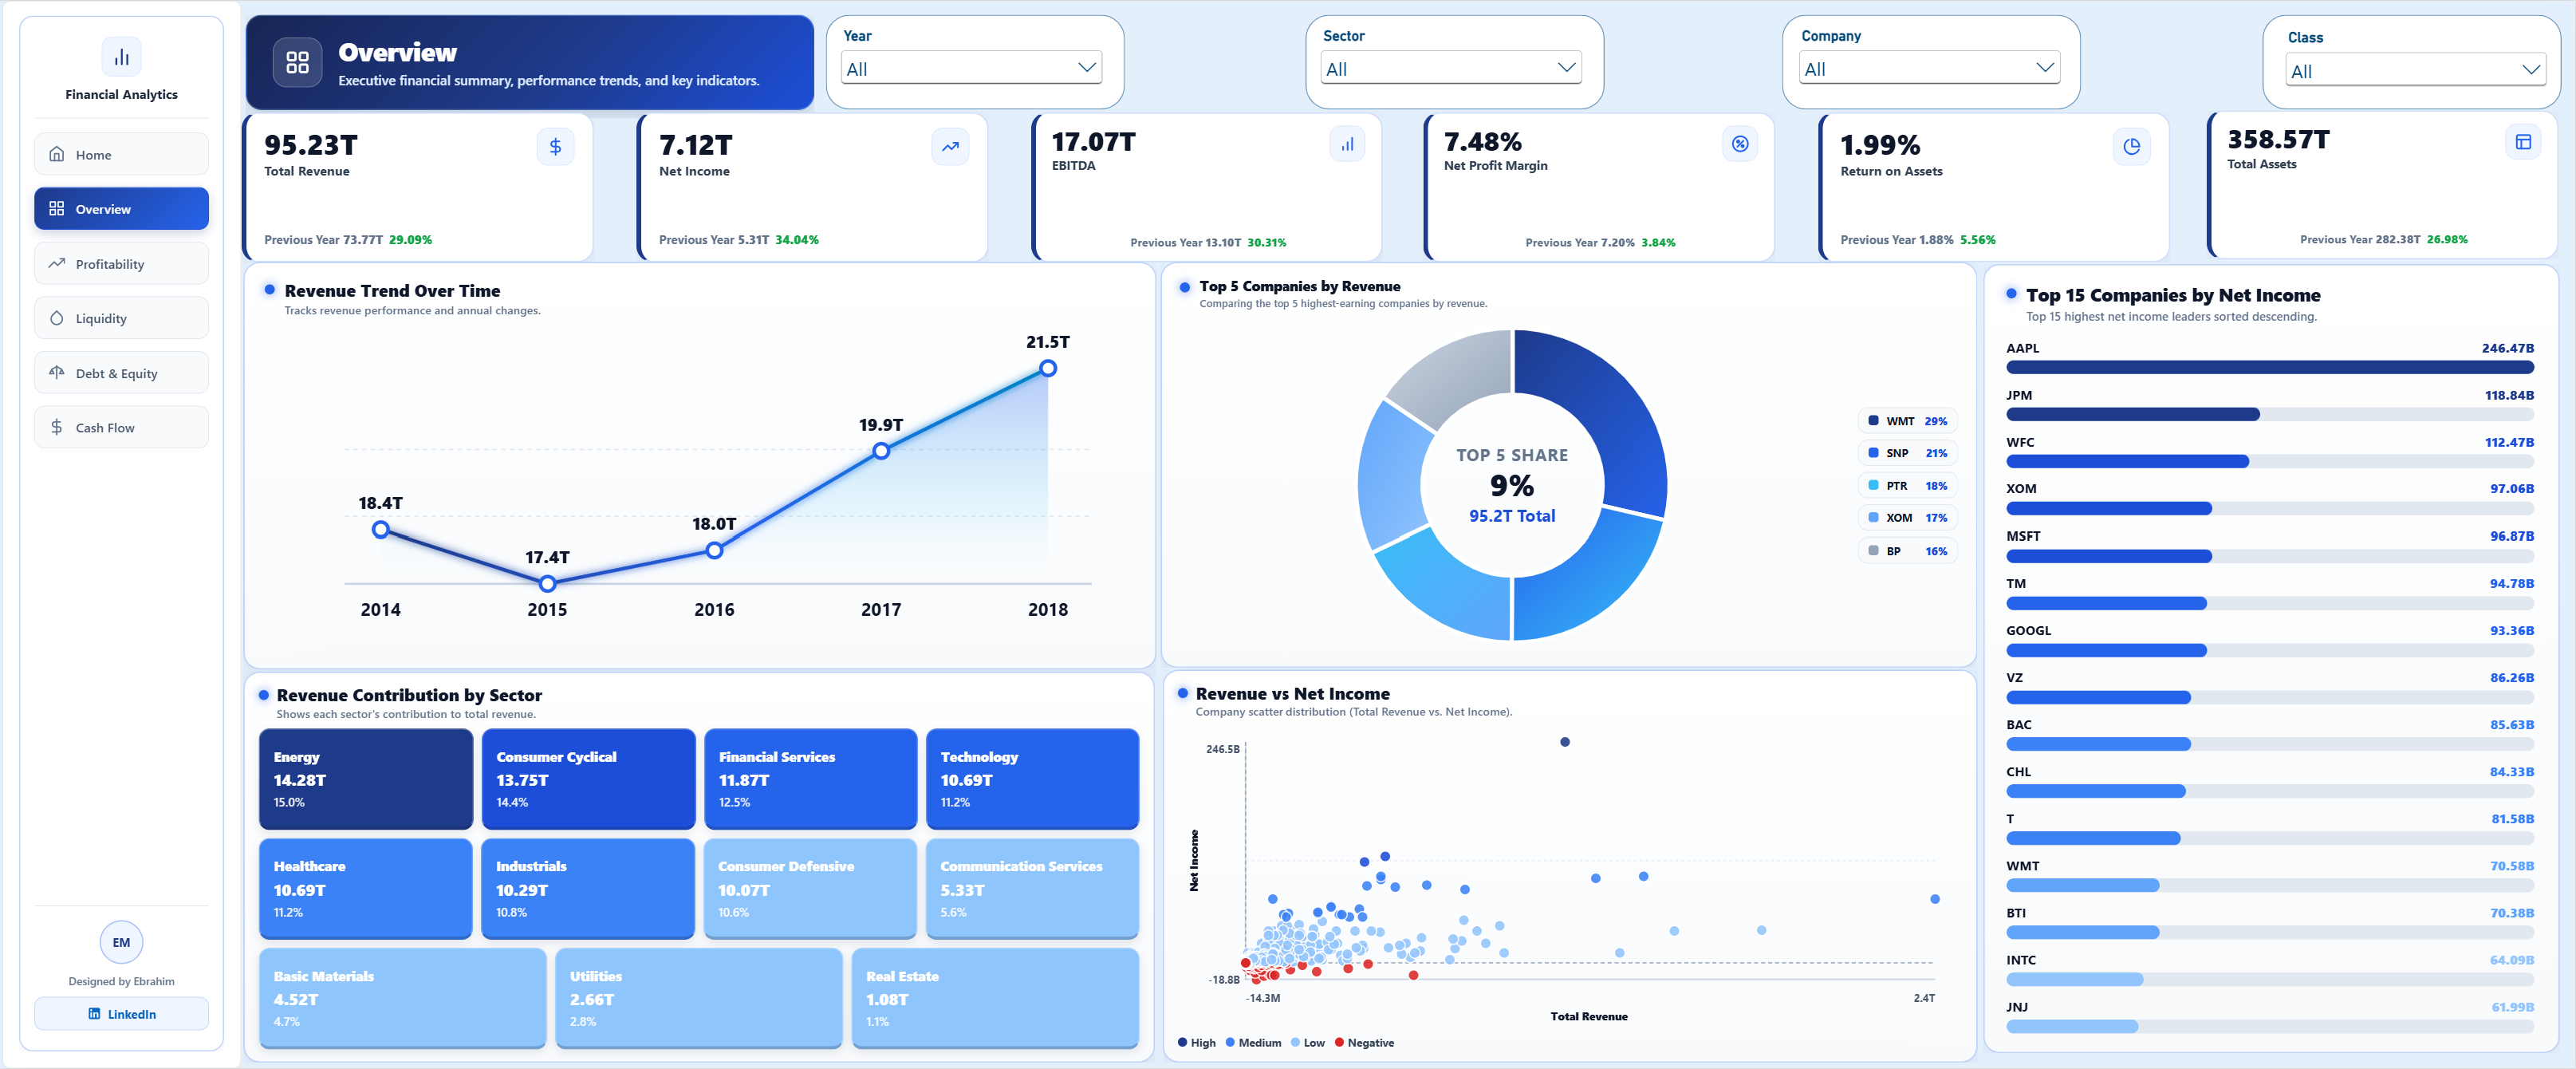 Financial Analytics
Home
Overview
Profitability
Liquidity
Debt & Equity
Cash Flow
EM
Designed by Ebrahim
LinkedIn
Overview
Executive financial summary, performance trends, and key indicators.
Year
All
Sector
All
Company
All
Class
All
95.23T
Total Revenue
Previous Year 73.77T 29.09%
7.12T
Net Income
Previous Year 5.31T 34.04%
17.07T
EBITDA
Previous Year 13.10T 30.31%
7.48%
Net Profit Margin
Previous Year 7.20% 3.84%
1.99%
Return on Assets
Previous Year 1.88% 5.56%
358.57T
Total Assets
Previous Year 282.38T 26.98%
Revenue Trend Over Time
Tracks revenue performance and annual changes.
18.4T
17.4T
18.0T
19.9T
21.5T
2014
2015
2016
2017
2018
Top 5 Companies by Revenue
Comparing the top 5 highest-earning companies by revenue.
TOP 5 SHARE
9%
95.2T Total
WMT 29%
SNP 21%
PTR 18%
XOM 17%
BP 16%
Top 15 Companies by Net Income
Top 15 highest net income leaders sorted descending.
AAPL 246.47B
JPM 118.84B
WFC 112.47B
XOM 97.06B
MSFT 96.87B
TM 94.78B
GOOGL 93.36B
VZ 86.26B
BAC 85.63B
CHL 84.33B
T 81.58B
WMT 70.58B
BTI 70.38B
INTC 64.09B
JNJ 61.99B
Revenue Contribution by Sector
Shows each sector's contribution to total revenue.
Energy
14.28T
15.0%
Consumer Cyclical
13.75T
14.4%
Financial Services
11.87T
12.5%
Technology
10.69T
11.2%
Healthcare
10.69T
11.2%
Industrials
10.29T
10.8%
Consumer Defensive
10.07T
10.6%
Communication Services
5.33T
5.6%
Basic Materials
4.52T
4.7%
Utilities
2.66T
2.8%
Real Estate
1.08T
1.1%
Revenue vs Net Income
Company scatter distribution (Total Revenue vs. Net Income).
246.5B
Net Income
-18.8B
-14.3M
2.4T
Total Revenue
High
Medium
Low
Negative